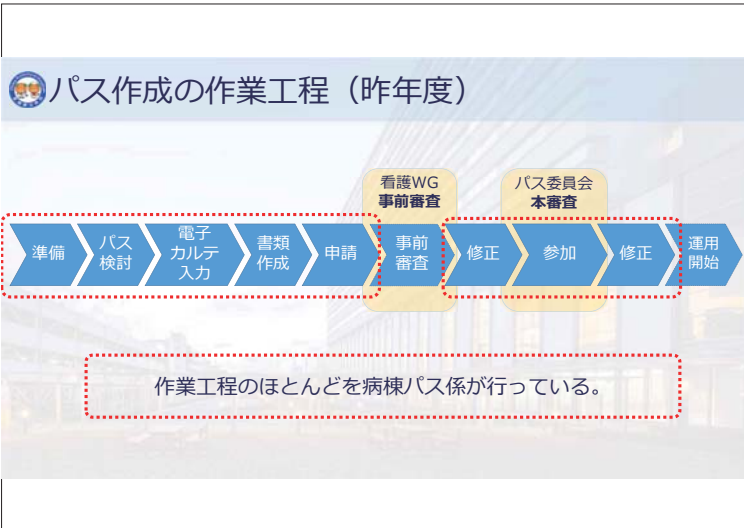 パス作成の作業工程（昨年度）
看護WG
事前審査
パス委員会
本審査
準備
パス
検討
電子
カルテ
入力
書類
作成
申請
事前
審査
修正
参加
修正
運用
開始
作業工程のほとんどを病棟パス係が行っている。